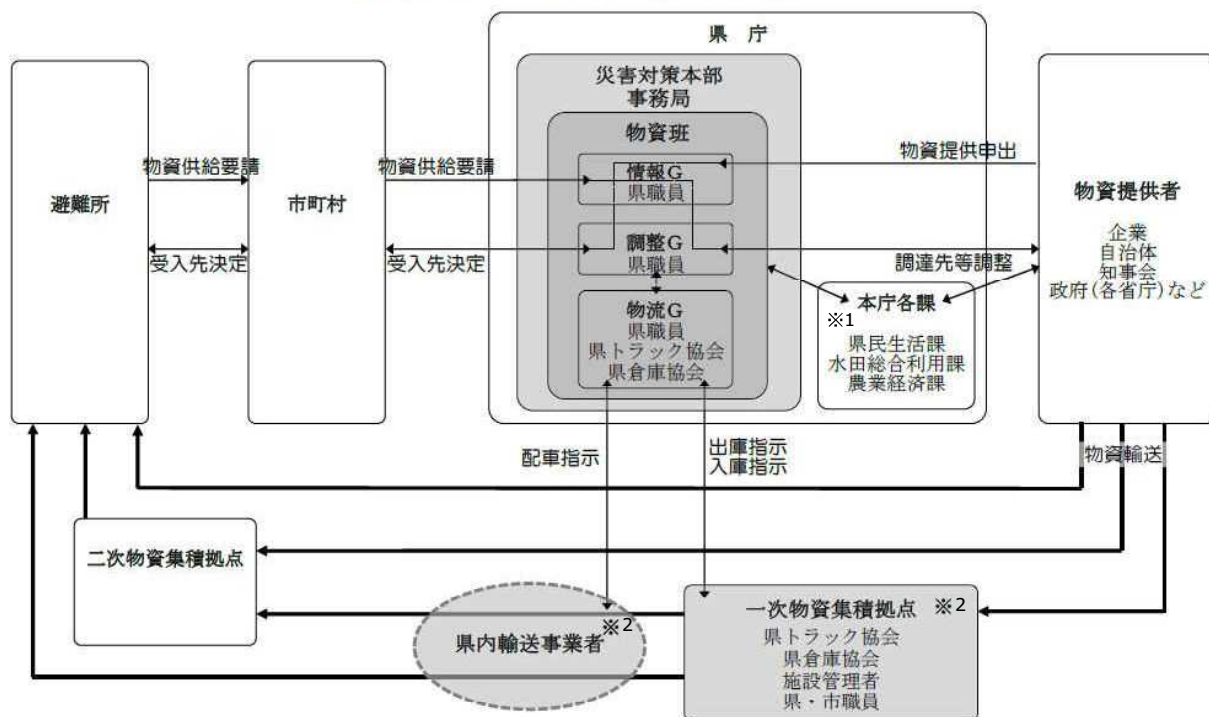 県　庁
災害対策本部
事務局
物資班
情報G
県職員
調整G
県職員
物流G
県職員
県トラック協会
県倉庫協会
避難所
市町村
物資供給要請
物資供給要請
受入先決定
受入先決定
物資提供申出
調達先等調整
本庁各課
※1
県民生活課
水田総合利用課
農業経済課
物資提供者
企業
自治体
知事会
政府(各省庁)など
配車指示
出庫指示
入庫指示
物資輸送
二次物資集積拠点
県内輸送事業者
※2
一次物資集積拠点　※2
県トラック協会
県倉庫協会
施設管理者
県・市職員